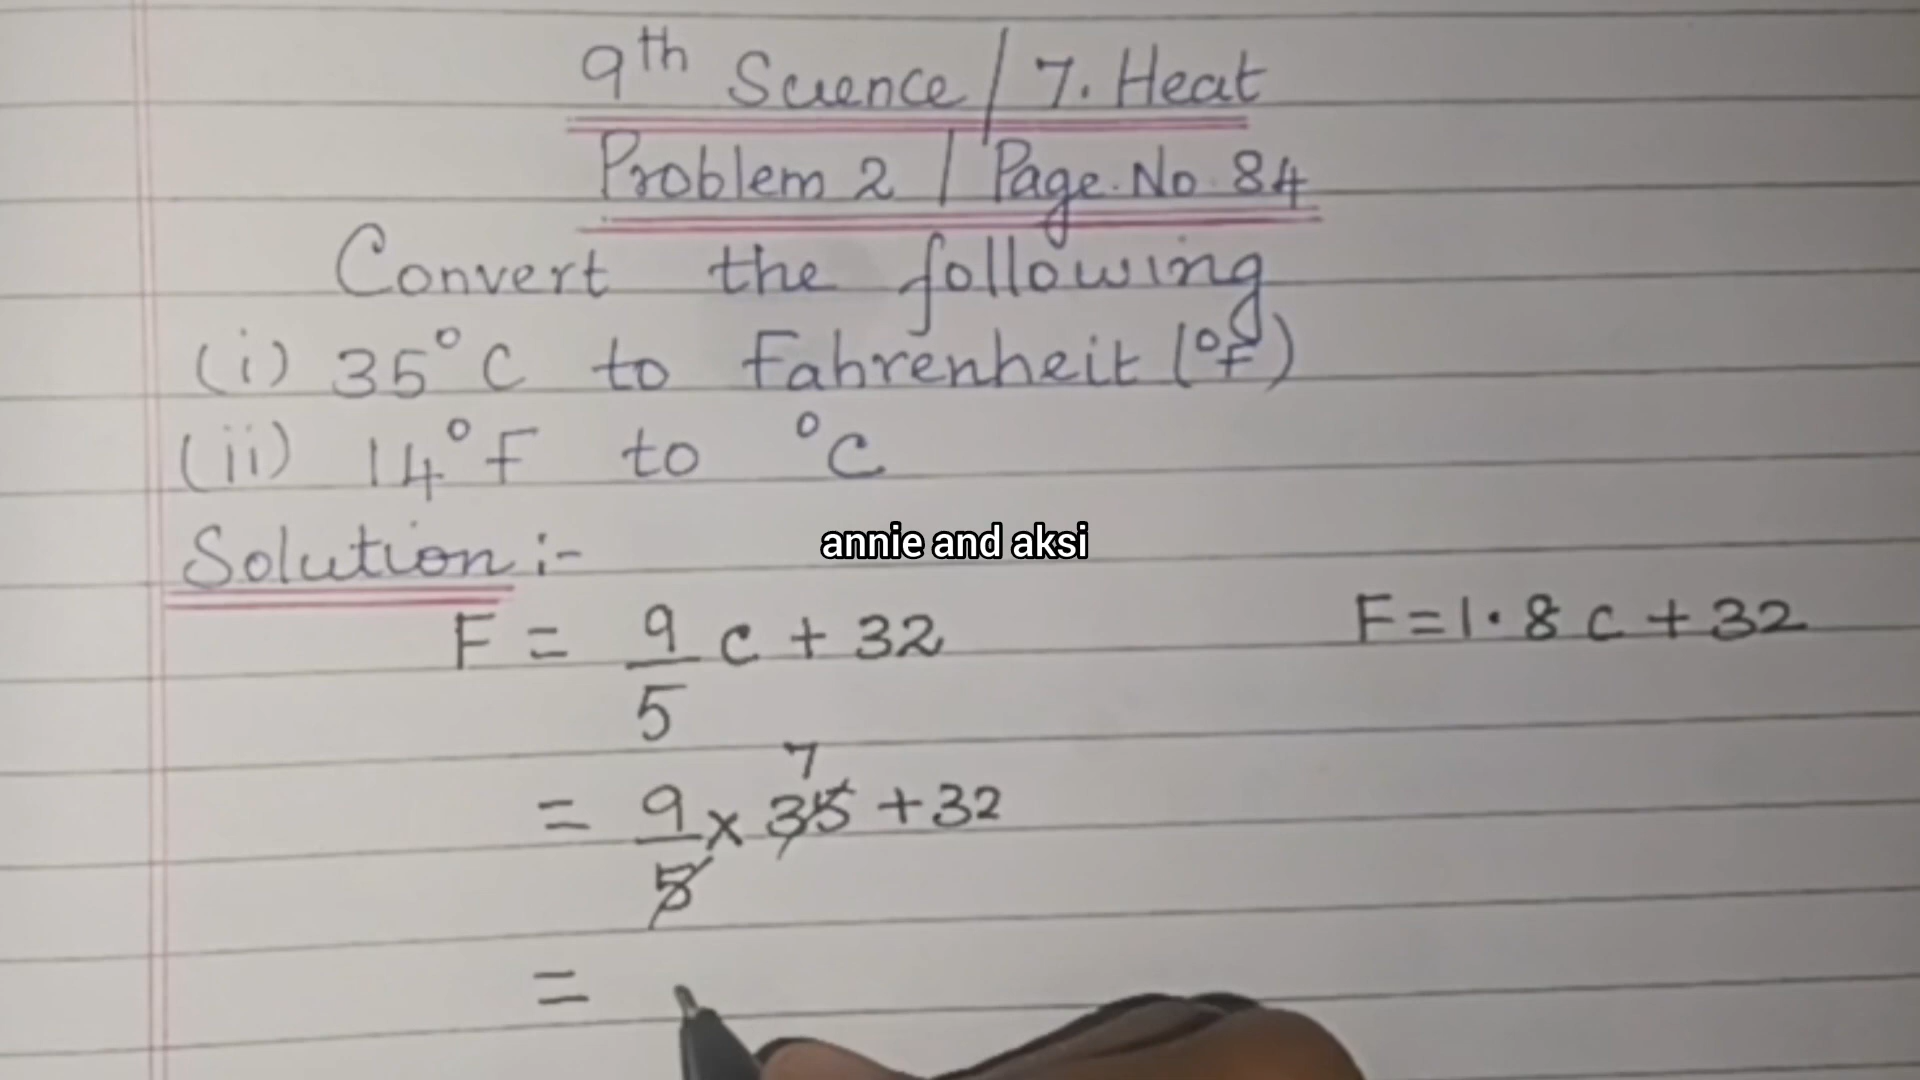 9th Science / 7. Heat
Problem 2 / Page. No. 84
Convert the following
(i) 35°C to Fahrenheit (°F)
(ii) 14°F to °C
annie and aksi
Solution :-
F = 9/5 C + 32
F = 1.8 C + 32
7
= 9/5 x 35 + 32
=